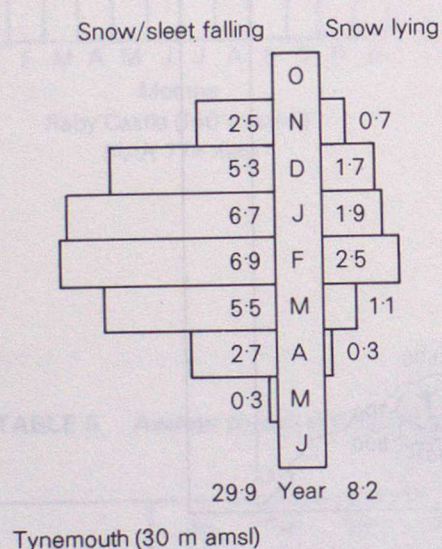 Snow/sleet falling Snow lying
O
2·5 N 0·7
5·3 D 1·7
6·7 J 1·9
6·9 F 2·5
5·5 M 1·1
2·7 A 0·3
0·3 M
J
29·9 Year 8·2
Tynemouth (30 m amsl)
TABLE 5